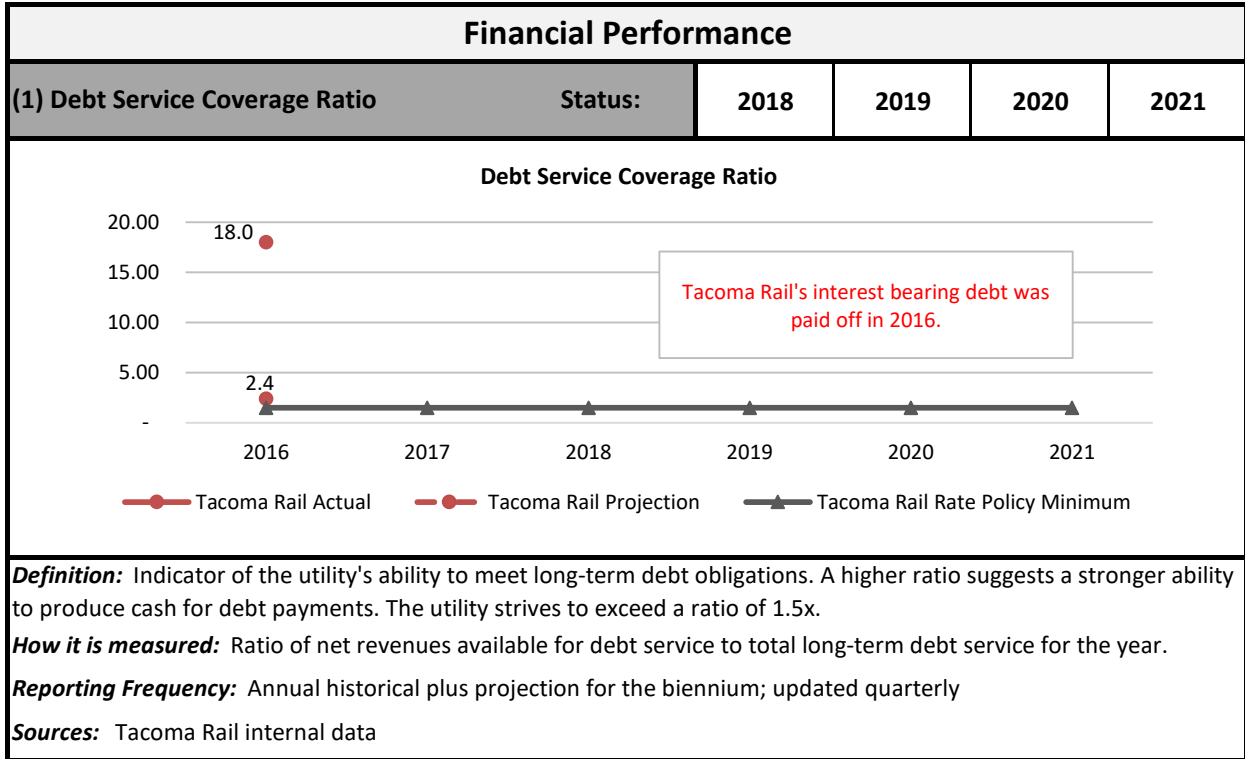 Financial Performance
(1) Debt Service Coverage Ratio Status: 2018 2019 2020 2021
Debt Service Coverage Ratio
20.00
18.0
15.00
Tacoma Rail's interest bearing debt was
paid off in 2016.
10.00
5.00
2.4
-
2016 2017 2018 2019 2020 2021
Tacoma Rail Actual Tacoma Rail Projection Tacoma Rail Rate Policy Minimum
Definition: Indicator of the utility's ability to meet long-term debt obligations. A higher ratio suggests a stronger ability
to produce cash for debt payments. The utility strives to exceed a ratio of 1.5x.
How it is measured: Ratio of net revenues available for debt service to total long-term debt service for the year.
Reporting Frequency: Annual historical plus projection for the biennium; updated quarterly
Sources: Tacoma Rail internal data